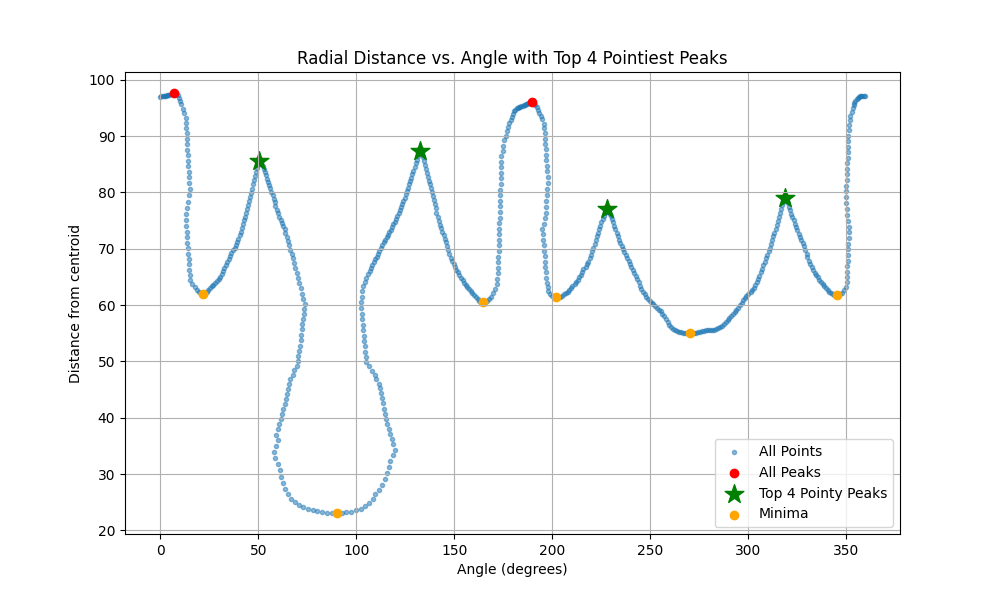 Radial Distance vs. Angle with Top 4 Pointiest Peaks
Distance from centroid
100
90
80
70
60
50
40
30
20
0 50 100 150 200 250 300 350
Angle (degrees)
All Points
All Peaks
Top 4 Pointy Peaks
Minima